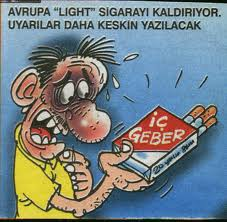 AVRUPA "LIGHT" SİGARAYI KALDIRIYOR.
UYARILAR DAHA KESKİN YAZILACAK
İÇ
GEBER